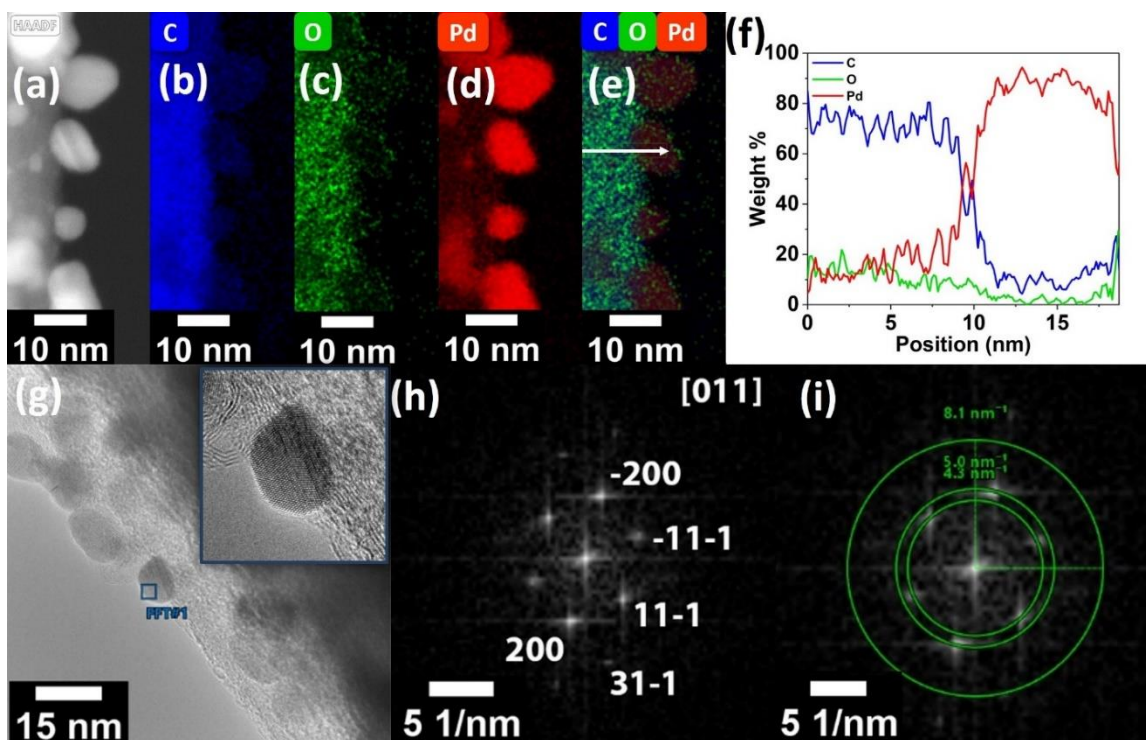 HAADF
(a)
10 nm
C
(b)
10 nm
O
(c)
10 nm
Pd
(d)
10 nm
C O Pd
(e)
10 nm
(f)
100
80
60
40
20
0
Weight %
C
O
Pd
0 5 10 15
Position (nm)
(g)
FFT#1
15 nm
(h)
[011]
-200
-11-1
11-1
200
31-1
5 1/nm
(i)
8.1 nm⁻¹
5.0 nm⁻¹
4.3 nm⁻¹
5 1/nm